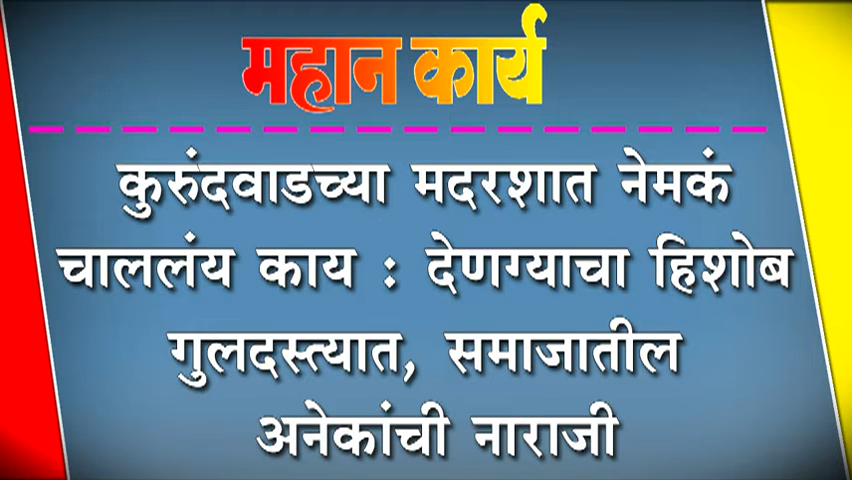 महान कार्य
कुरुंदवाडच्या मदरशात नेमकं
चाललंय काय : देणग्याचा हिशोब
गुलदस्त्यात, समाजातील
अनेकांची नाराजी